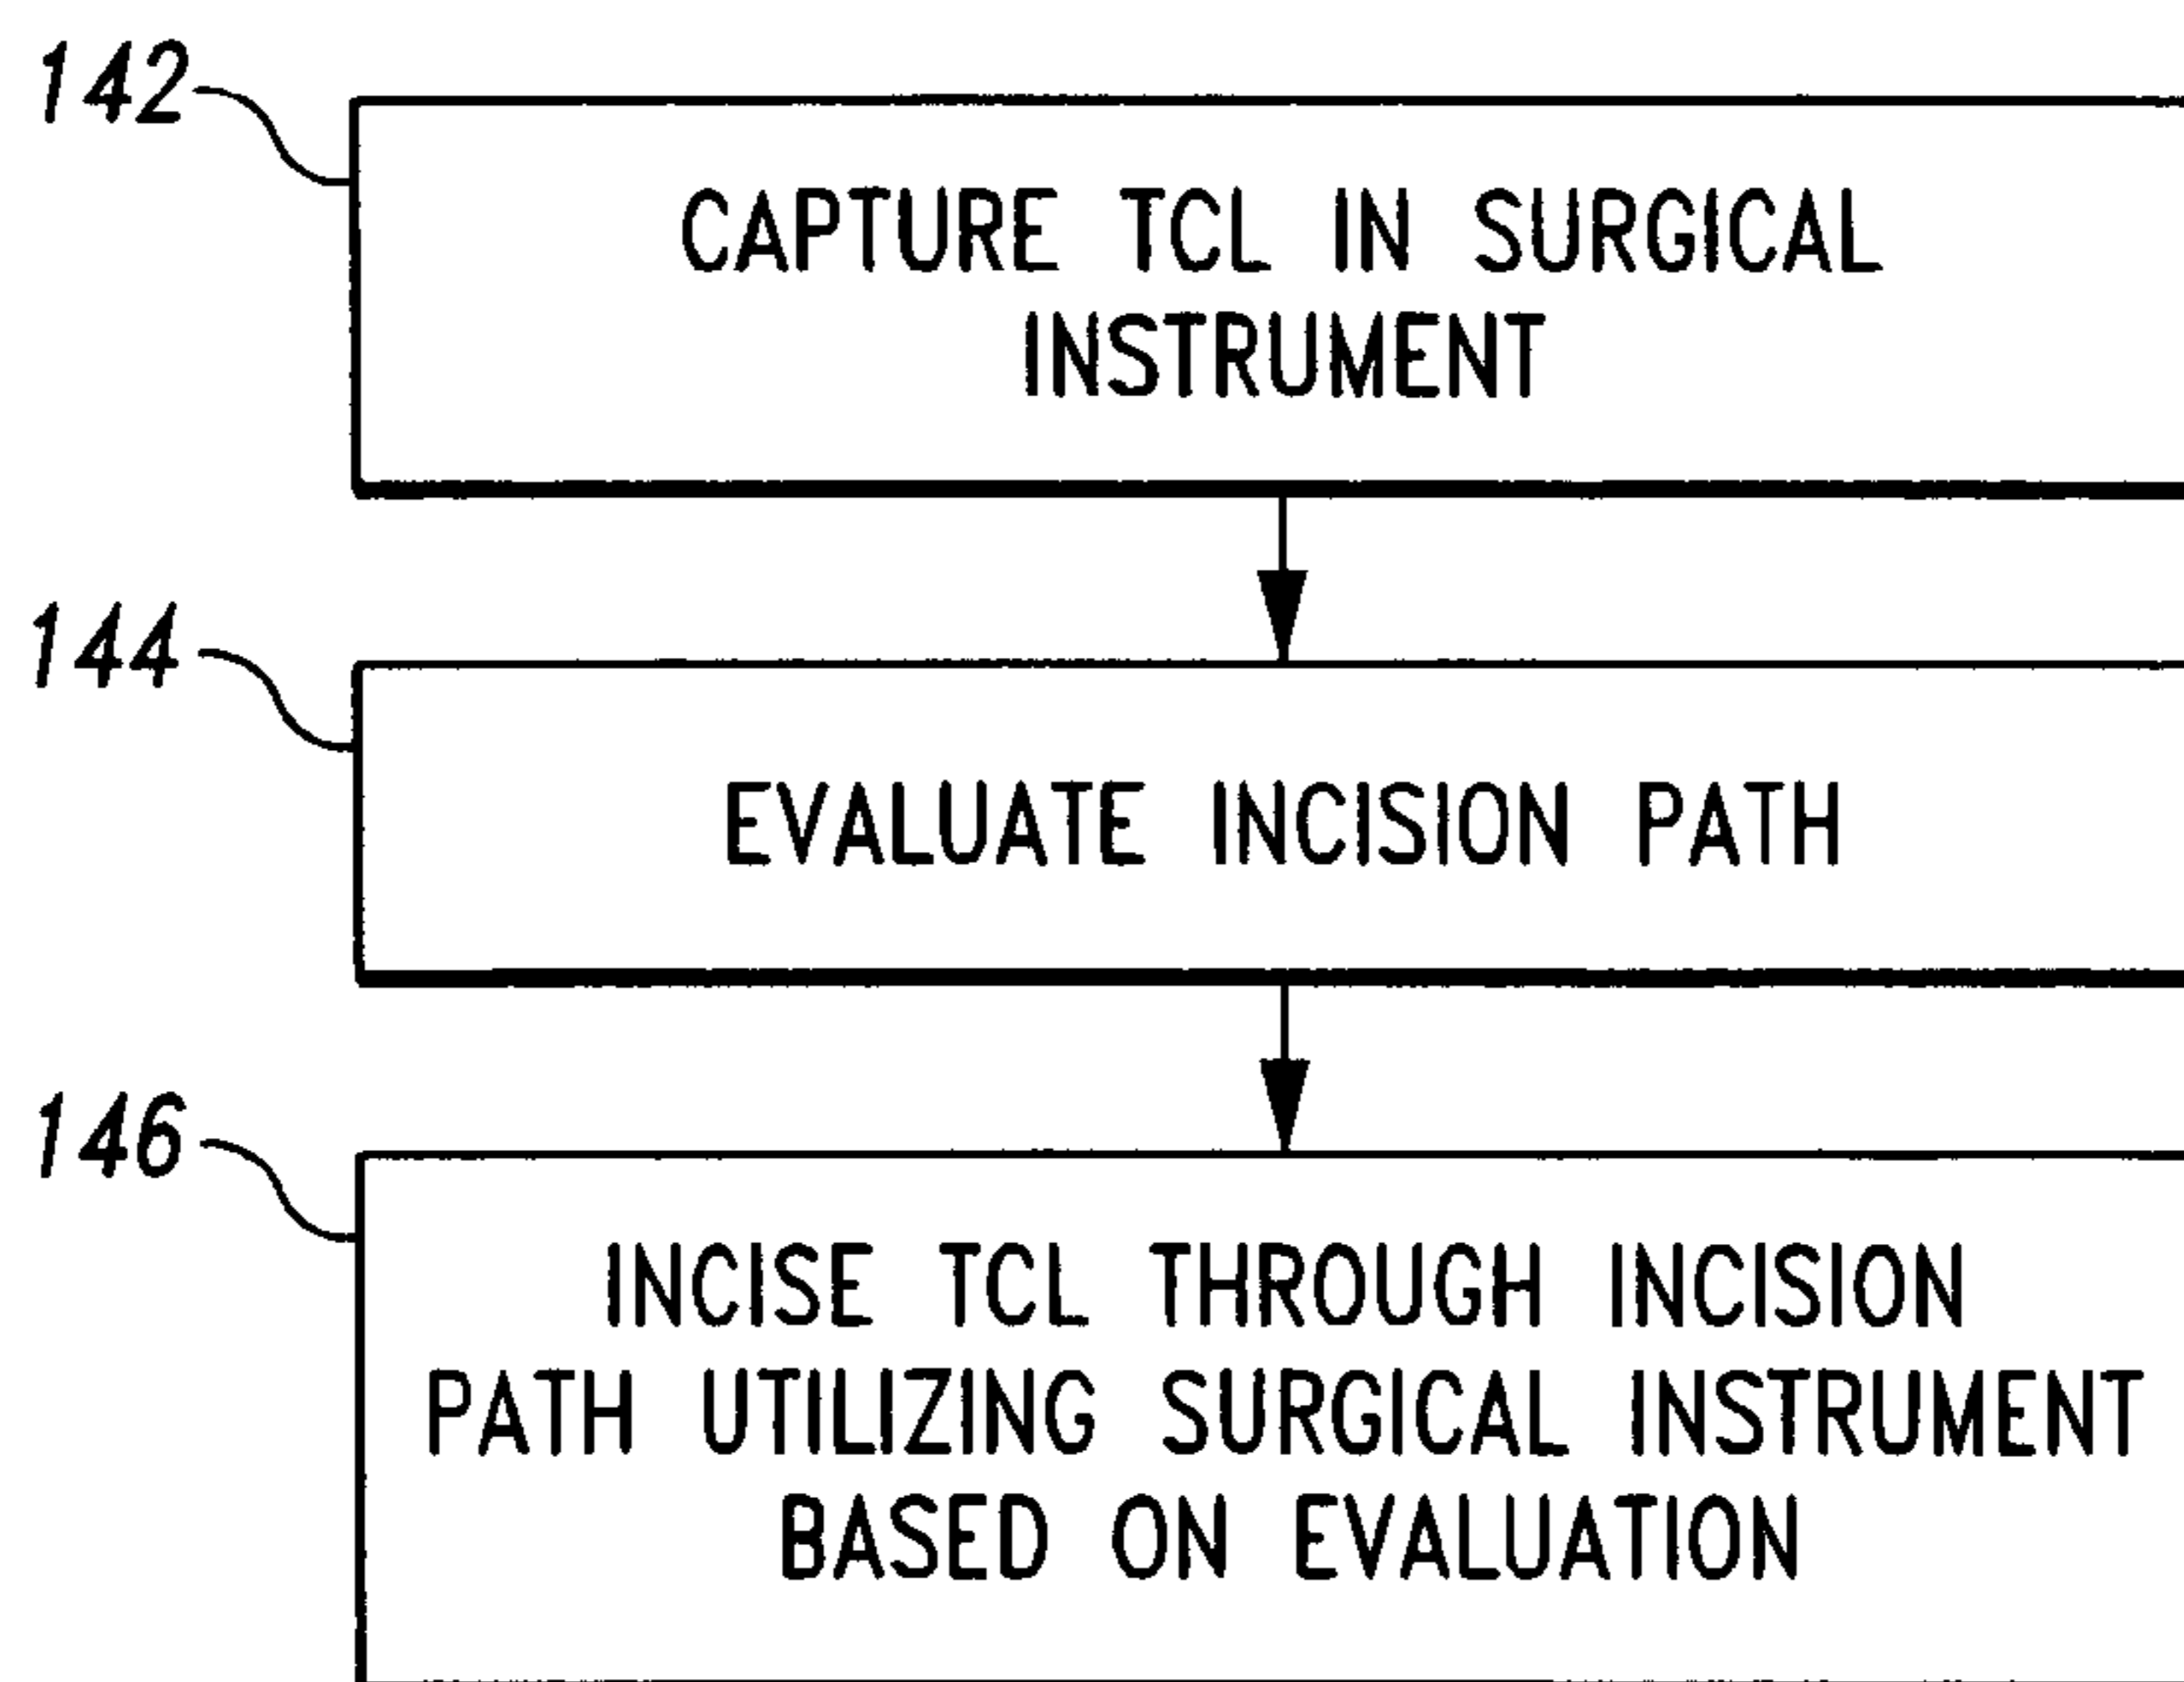 142
CAPTURE TCL IN SURGICAL
INSTRUMENT
144
EVALUATE INCISION PATH
146
INCISE TCL THROUGH INCISION
PATH UTILIZING SURGICAL INSTRUMENT
BASED ON EVALUATION